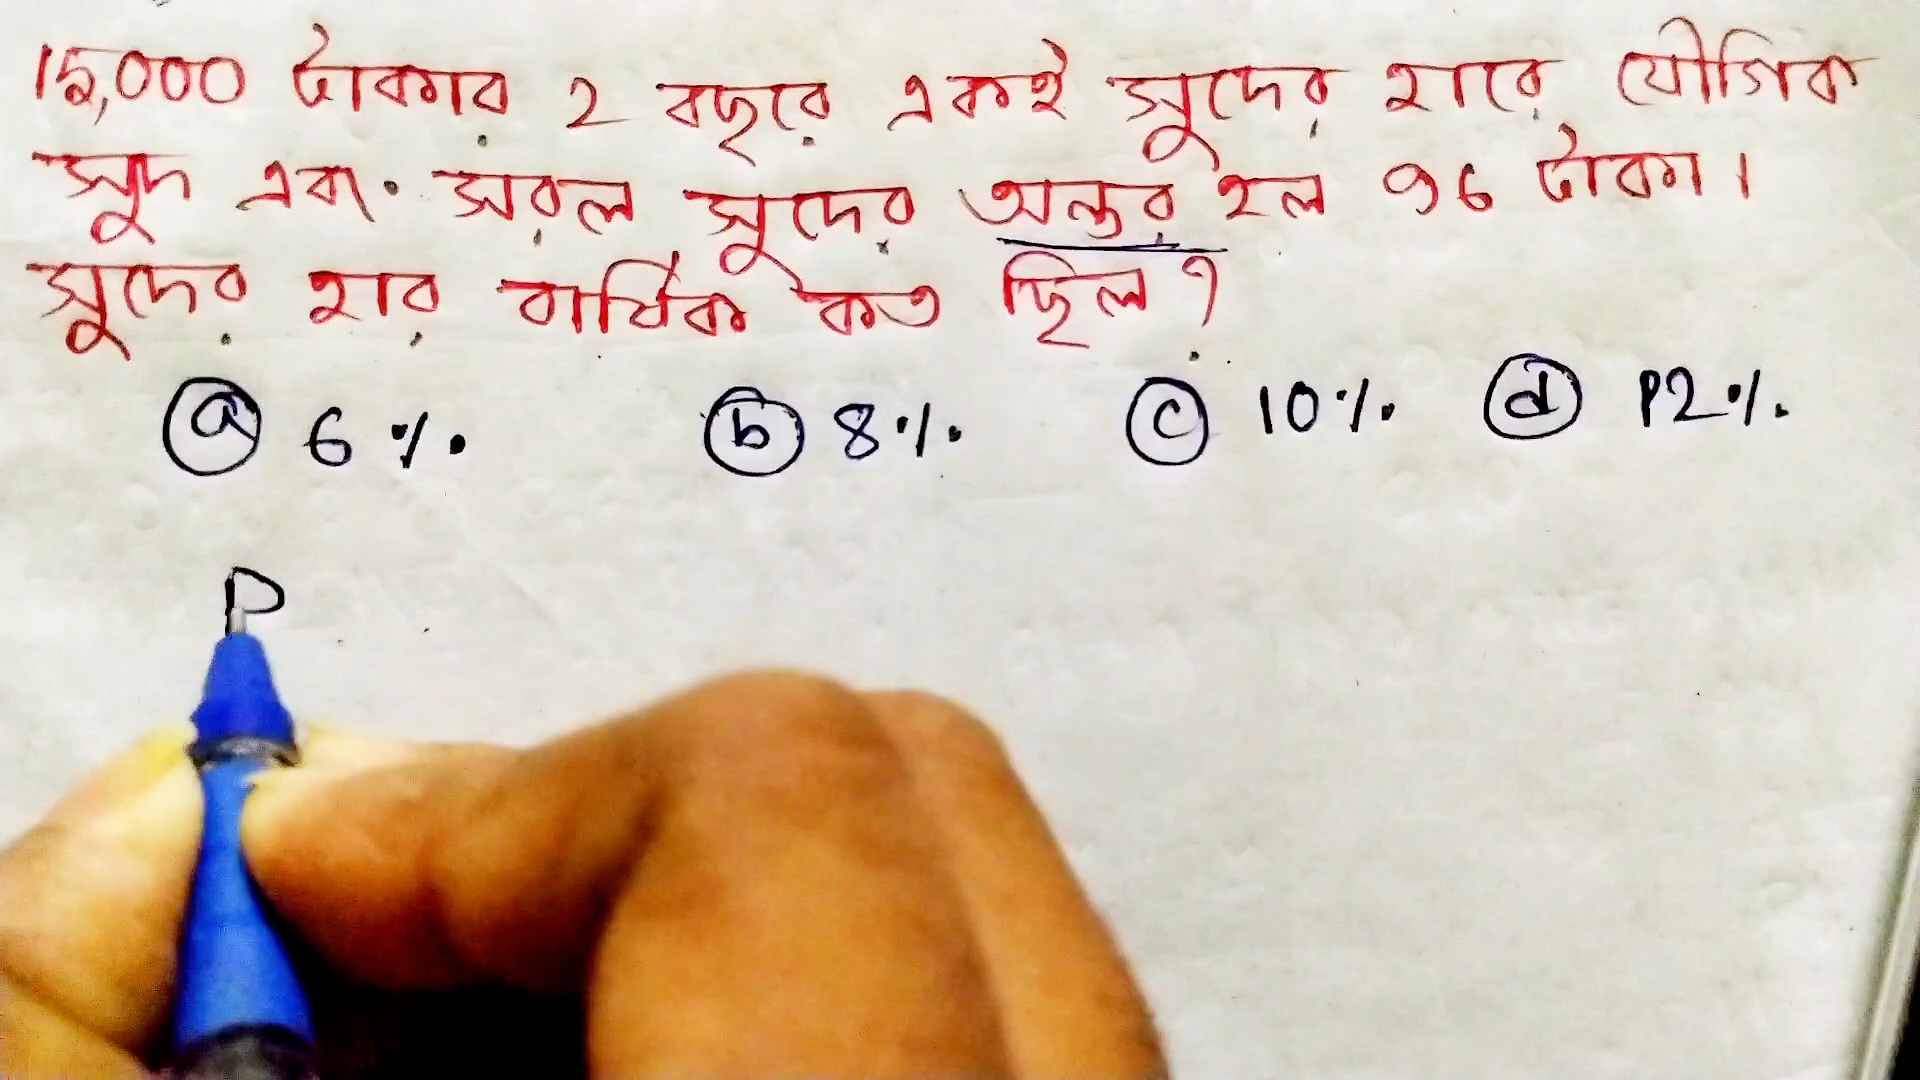 15,000 টাকার 2 বছরে একই সুদের হারে যৌগিক
সুদ এবং সরল সুদের অন্তর হল 96 টাকা।
সুদের হার বার্ষিক কত ছিল?
(a) 6% (b) 8% (c) 10% (d) 12%
P